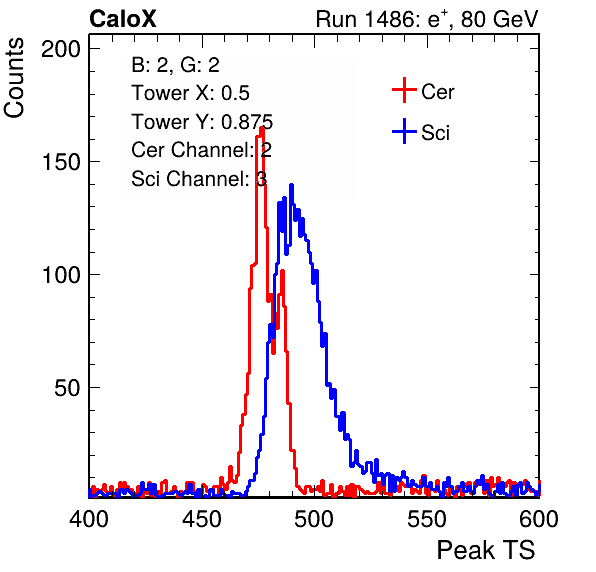 CaloX Run 1486: e⁺, 80 GeV
Counts
200
150
100
50
B: 2, G: 2
Tower X: 0.5
Tower Y: 0.875
Cer Channel: 2
Sci Channel: 3
Cer
Sci
400 450 500 550 600
Peak TS